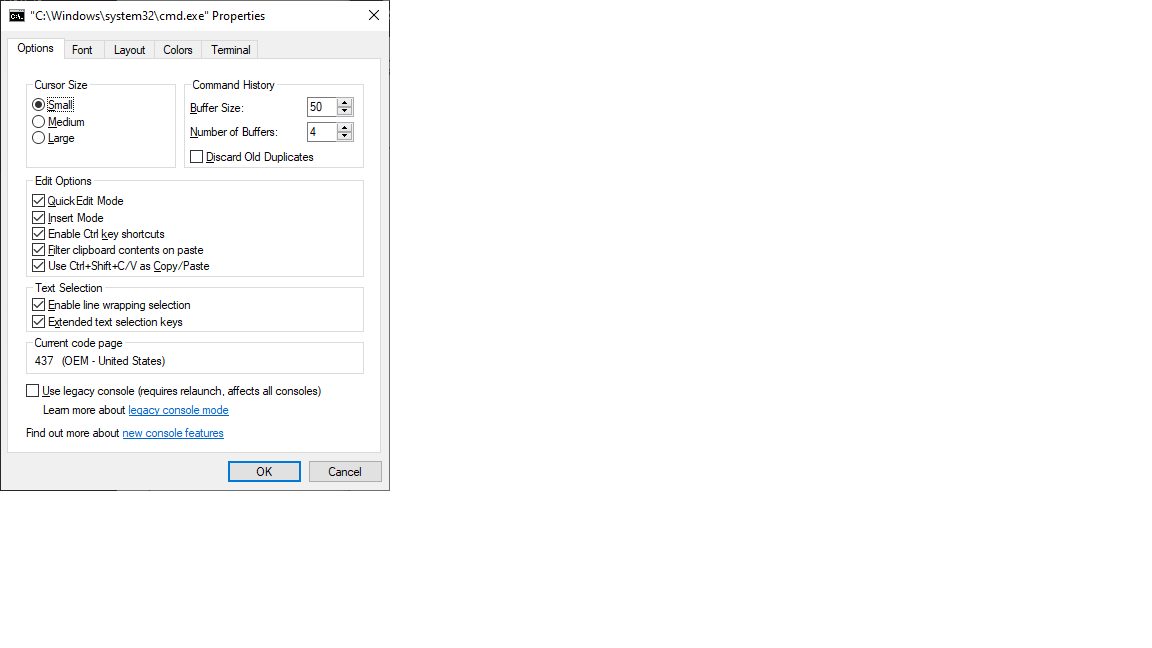 "C:\Windows\system32\cmd.exe" Properties
Options Font Layout Colors Terminal
Cursor Size
Small
Medium
Large
Command History
Buffer Size: 50
Number of Buffers: 4
Discard Old Duplicates
Edit Options
QuickEdit Mode
Insert Mode
Enable Ctrl key shortcuts
Filter clipboard contents on paste
Use Ctrl+Shift+C/V as Copy/Paste
Text Selection
Enable line wrapping selection
Extended text selection keys
Current code page
437 (OEM - United States)
Use legacy console (requires relaunch, affects all consoles)
Learn more about legacy console mode
Find out more about new console features
OK Cancel